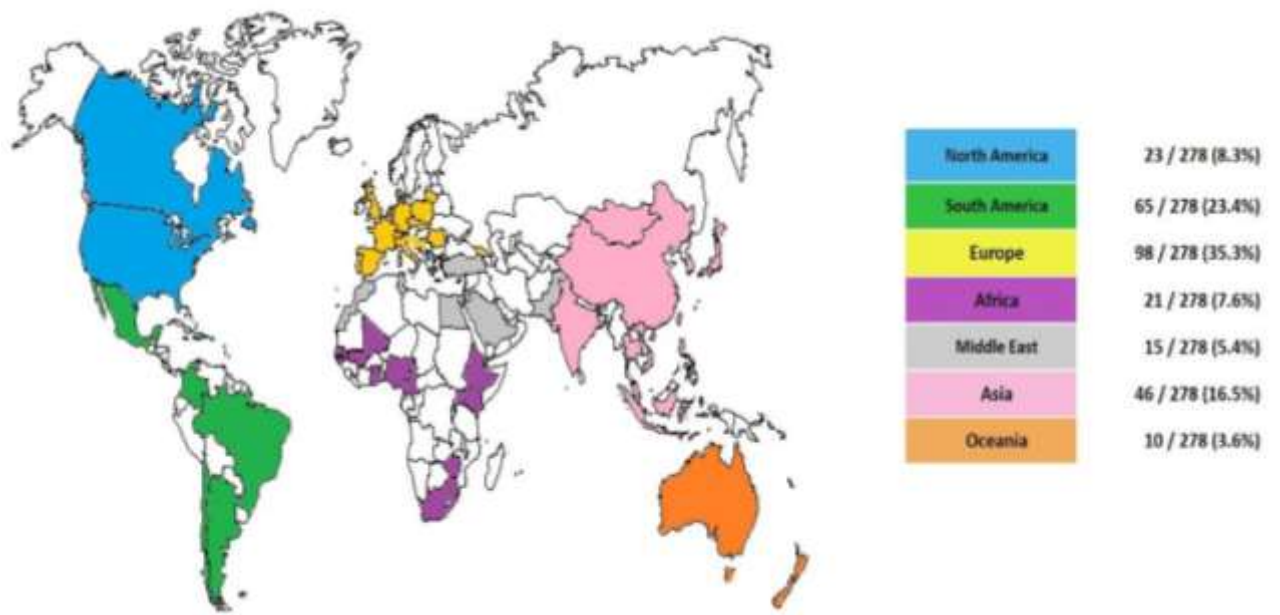 North America 23 / 278 (8.3%)
South America 65 / 278 (23.4%)
Europe 98 / 278 (35.3%)
Africa 21 / 278 (7.6%)
Middle East 15 / 278 (5.4%)
Asia 46 / 278 (16.5%)
Oceania 10 / 278 (3.6%)